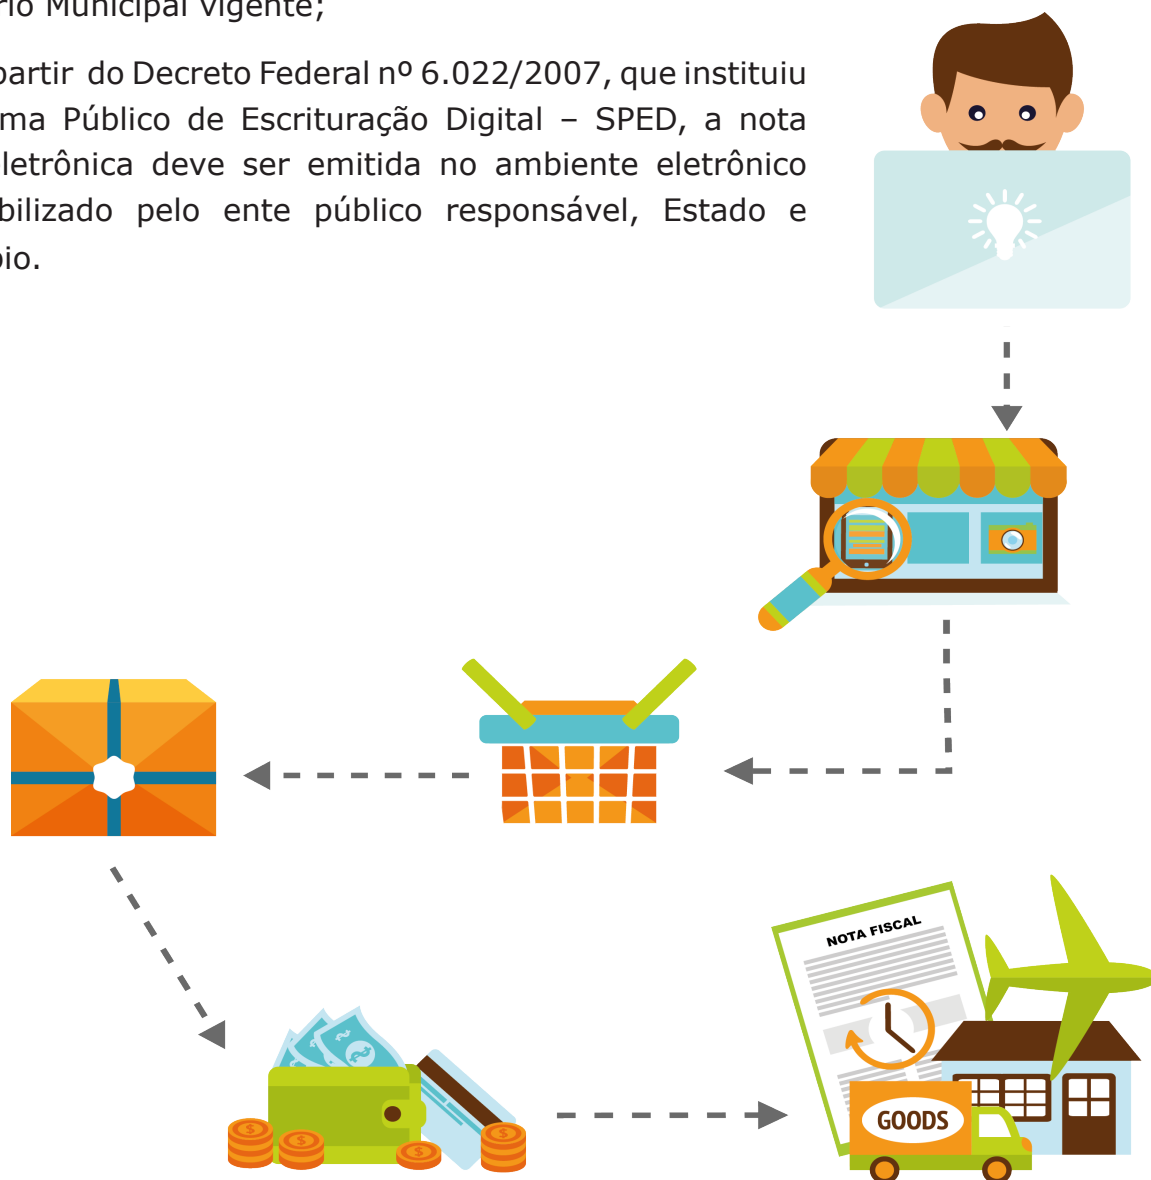 rio Municipal vigente;
partir do Decreto Federal nº 6.022/2007, que instituiu
ma Público de Escrituração Digital – SPED, a nota
letrônica deve ser emitida no ambiente eletrônico
bilizado pelo ente público responsável, Estado e
pio.
NOTA FISCAL
GOODS